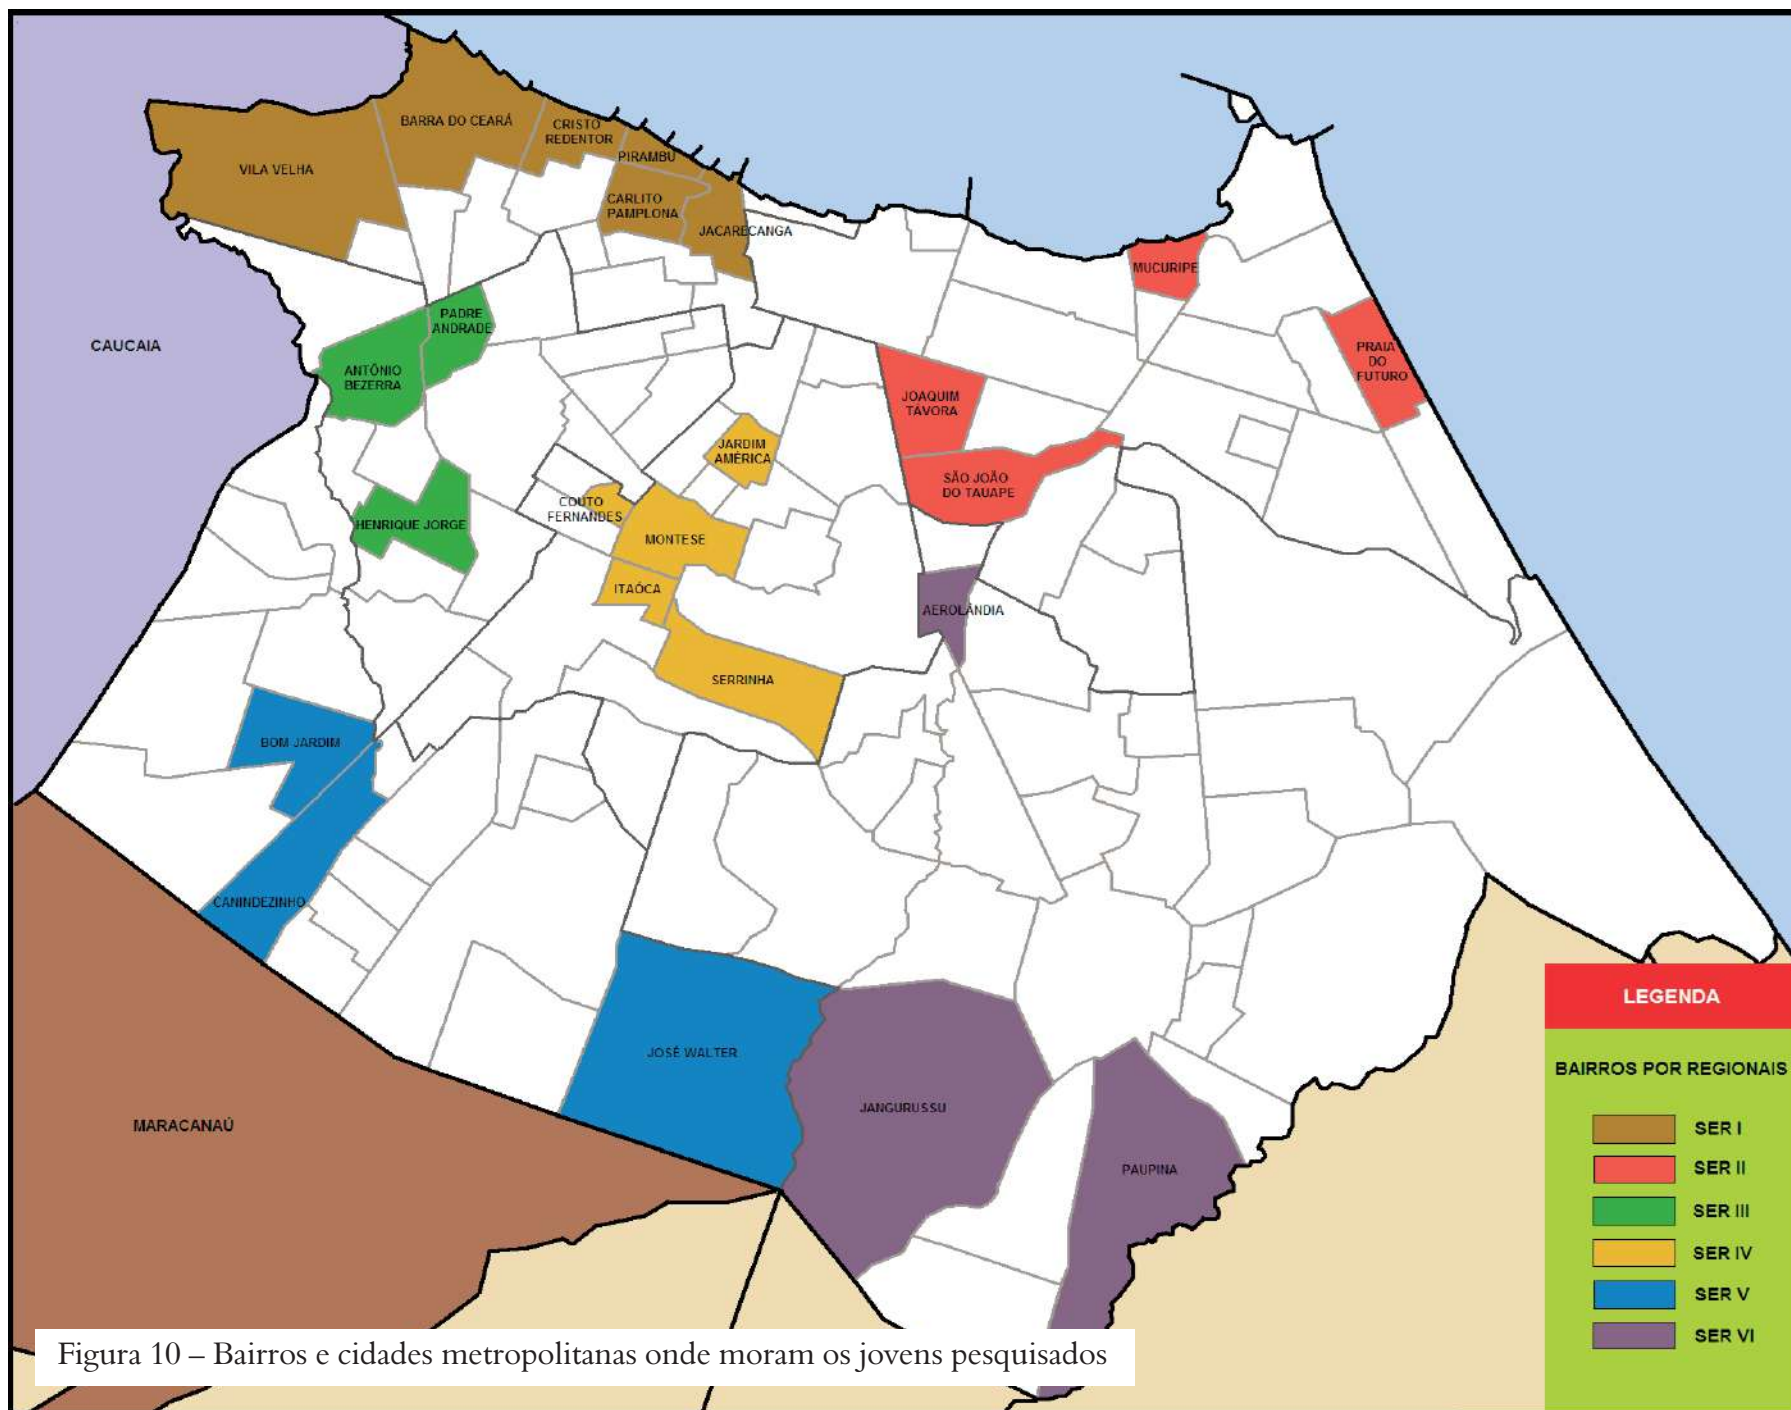 BARRA DO CEARÁ
CRISTO
REDENTOR
PIRAMBÚ
VILA VELHA
CARLITO
PAMPLONA
JACARECANGA
MUCURIPE
PADRE
ANDRADE
CAUCAIA
ANTÔNIO
BEZERRA
PRAIA
DO
FUTURO
JOAQUIM
TÁVORA
JARDIM
AMÉRICA
SÃO JOÃO
DO TAUAPE
COUTO
FERNANDES
HENRIQUE JORGE
MONTESE
ITAÓCA
AEROLÂNDIA
SERRINHA
BOM JARDIM
CANINDEZINHO
JOSÉ WALTER
JANGURUSSU
MARACANAÚ
PAUPINA
LEGENDA
BAIRROS POR REGIONAIS
SER I
SER II
SER III
SER IV
SER V
SER VI
Figura 10 – Bairros e cidades metropolitanas onde moram os jovens pesquisados